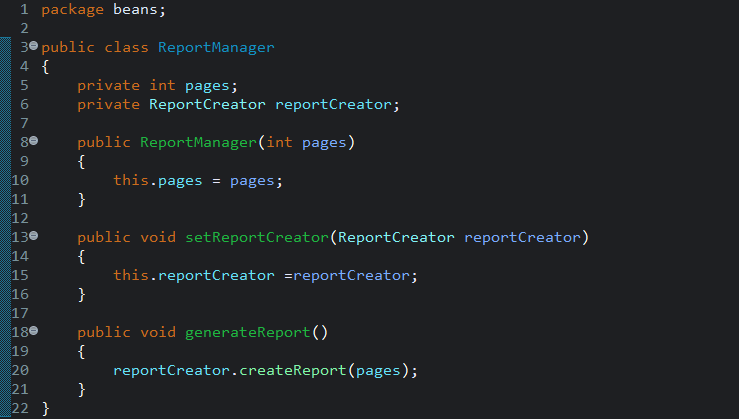 1 package beans;
2
3 public class ReportManager
4 {
5     private int pages;
6     private ReportCreator reportCreator;
7
8     public ReportManager(int pages)
9     {
10         this.pages = pages;
11     }
12
13     public void setReportCreator(ReportCreator reportCreator)
14     {
15         this.reportCreator =reportCreator;
16     }
17
18     public void generateReport()
19     {
20         reportCreator.createReport(pages);
21     }
22 }